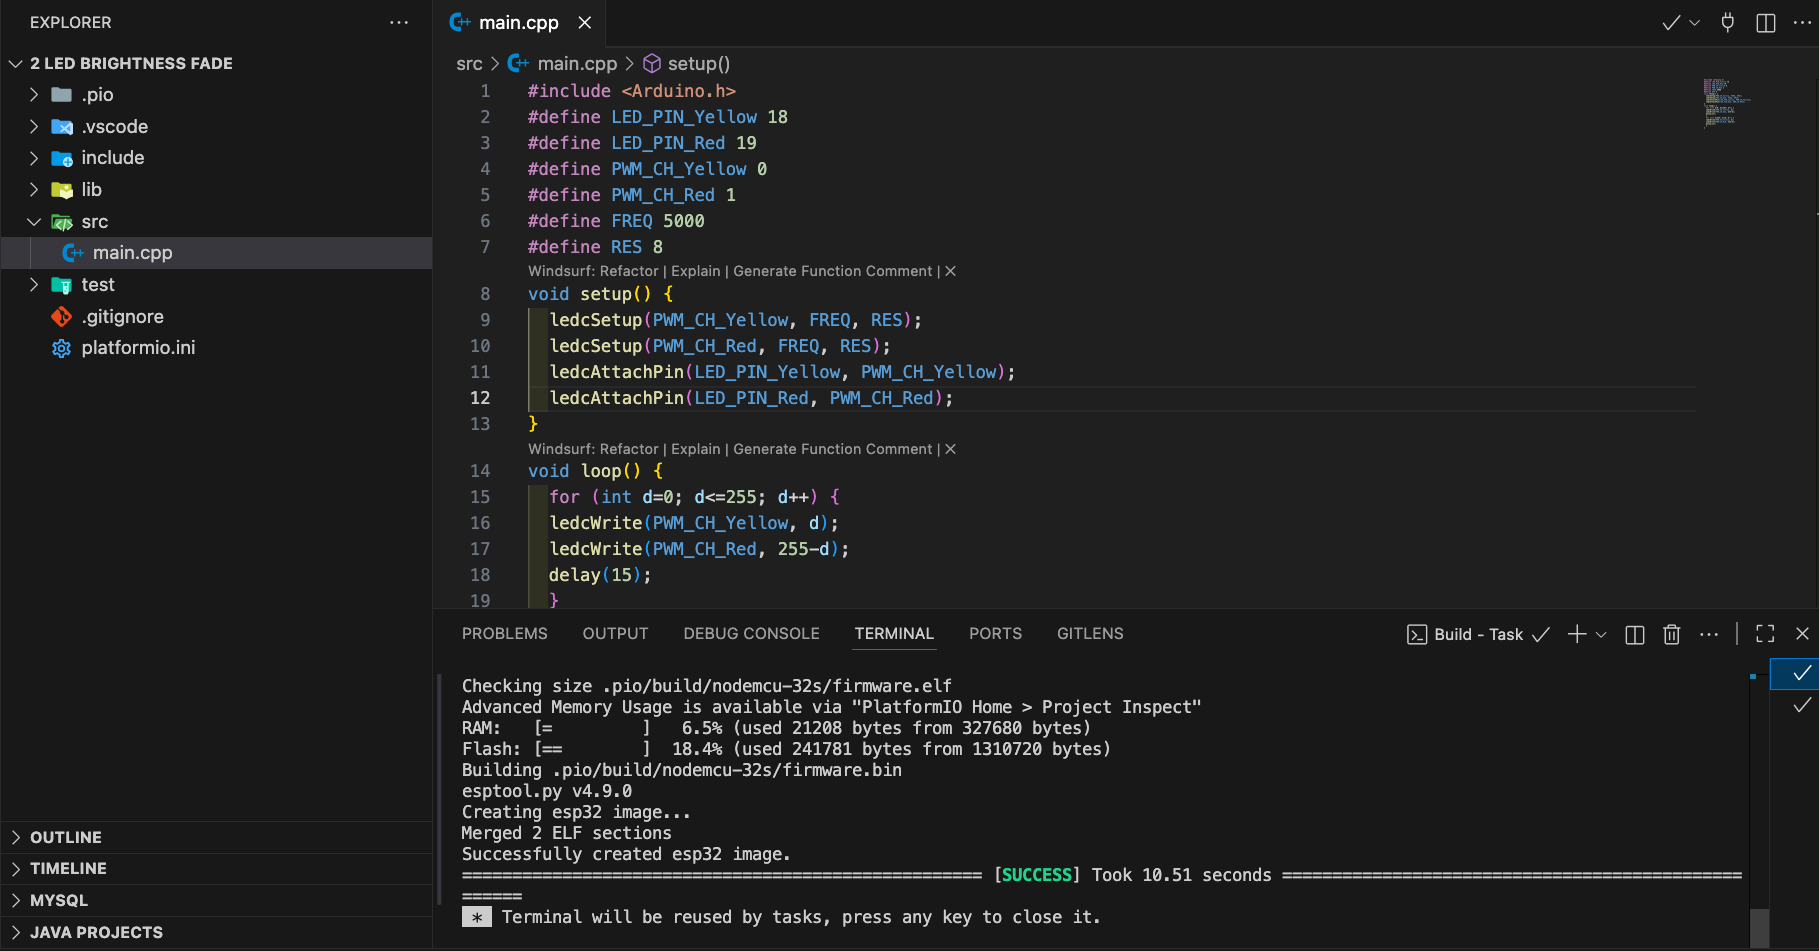 EXPLORER
2 LED BRIGHTNESS FADE
.pio
.vscode
include
lib
src
main.cpp
test
.gitignore
platformio.ini
OUTLINE
TIMELINE
MYSQL
JAVA PROJECTS
main.cpp
src > main.cpp > setup()
1 #include <Arduino.h>
2 #define LED_PIN_Yellow 18
3 #define LED_PIN_Red 19
4 #define PWM_CH_Yellow 0
5 #define PWM_CH_Red 1
6 #define FREQ 5000
7 #define RES 8
Windsurf: Refactor | Explain | Generate Function Comment | ×
8 void setup() {
9 ledcSetup(PWM_CH_Yellow, FREQ, RES);
10 ledcSetup(PWM_CH_Red, FREQ, RES);
11 ledcAttachPin(LED_PIN_Yellow, PWM_CH_Yellow);
12 ledcAttachPin(LED_PIN_Red, PWM_CH_Red);
13 }
Windsurf: Refactor | Explain | Generate Function Comment | ×
14 void loop() {
15 for (int d=0; d<=255; d++) {
16 ledcWrite(PWM_CH_Yellow, d);
17 ledcWrite(PWM_CH_Red, 255-d);
18 delay(15);
19 }
PROBLEMS OUTPUT DEBUG CONSOLE TERMINAL PORTS GITLENS
Build - Task
Checking size .pio/build/nodemcu-32s/firmware.elf
Advanced Memory Usage is available via "PlatformIO Home > Project Inspect"
RAM: [=         ] 6.5% (used 21208 bytes from 327680 bytes)
Flash: [==        ] 18.4% (used 241781 bytes from 1310720 bytes)
Building .pio/build/nodemcu-32s/firmware.bin
esptool.py v4.9.0
Creating esp32 image...
Merged 2 ELF sections
Successfully created esp32 image.
==================================================== [SUCCESS] Took 10.51 seconds ==============================================
======
* Terminal will be reused by tasks, press any key to close it.